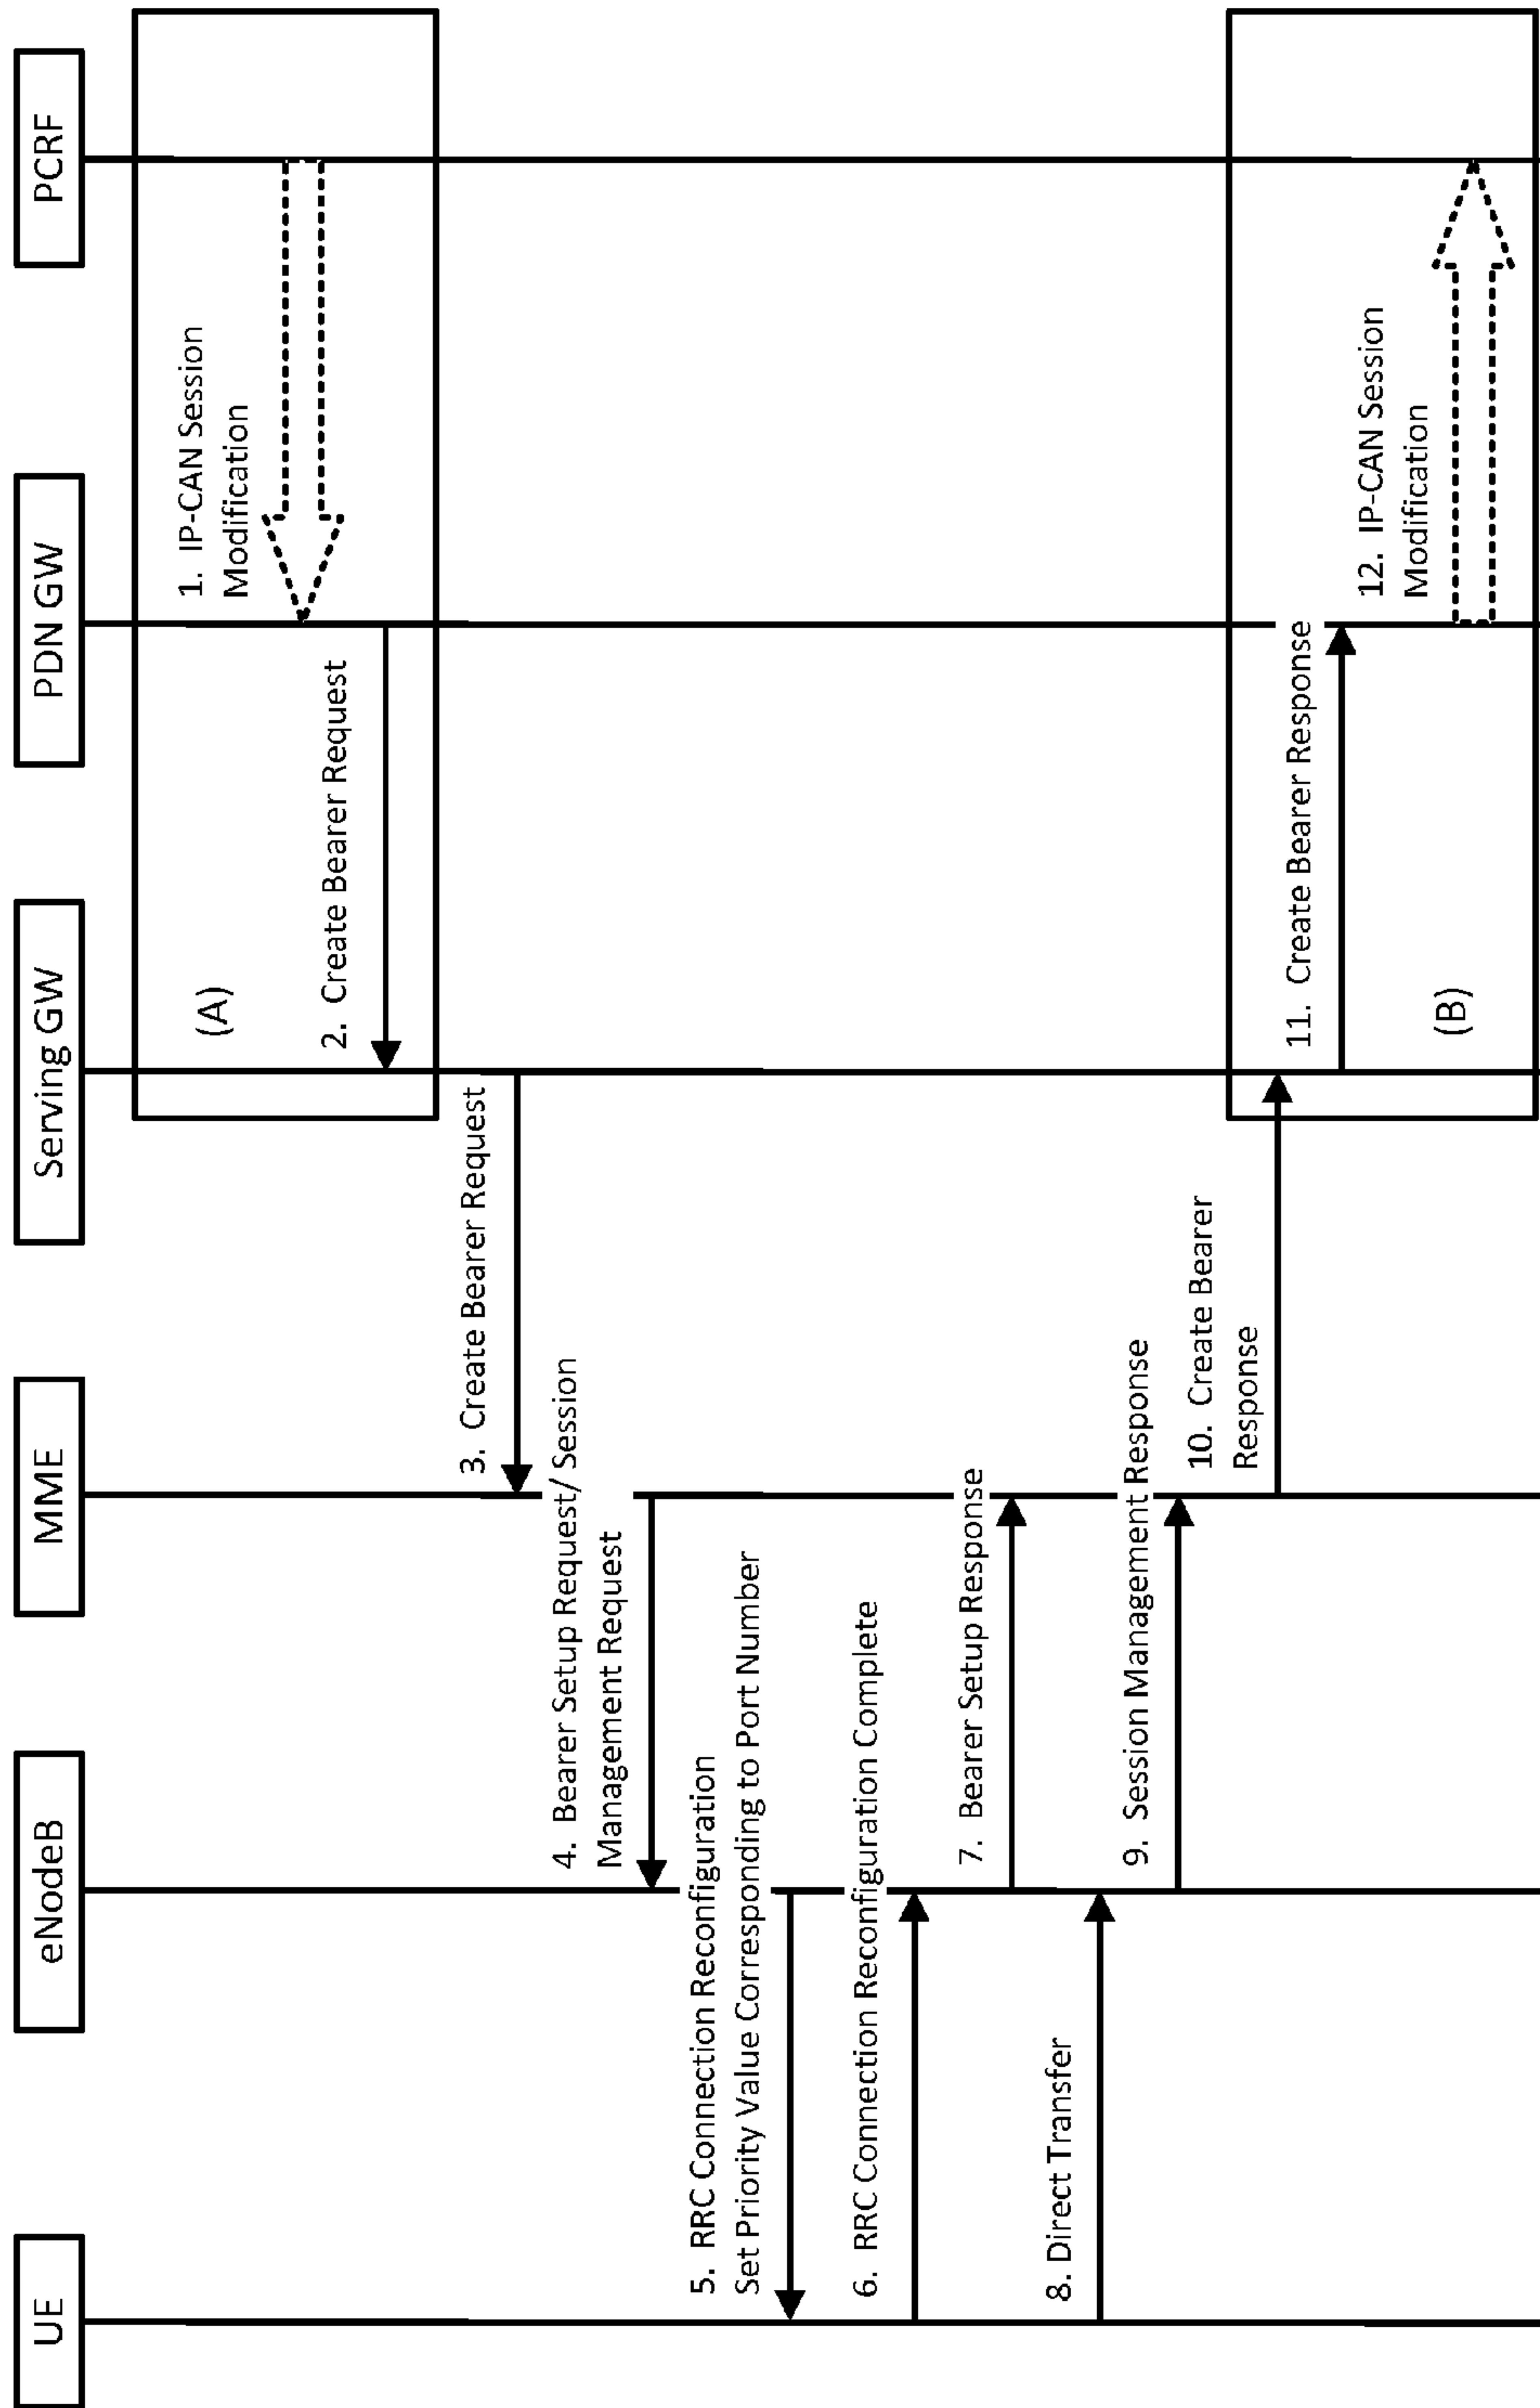 UE
eNodeB
MME
Serving GW
PDN GW
PCRF
(A)
1. IP-CAN Session
Modification
2. Create Bearer Request
3. Create Bearer Request
4. Bearer Setup Request/ Session
Management Request
5. RRC Connection Reconfiguration
Set Priority Value Corresponding to Port Number
6. RRC Connection Reconfiguration Complete
7. Bearer Setup Response
8. Direct Transfer
9. Session Management Response
10. Create Bearer
Response
11. Create Bearer Response
12. IP-CAN Session
Modification
(B)